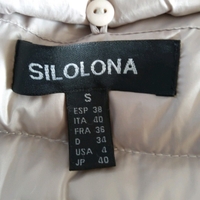 SILOLONA
S
ESP 38
ITA 40
FRA 36
D 34
USA 4
JP 40